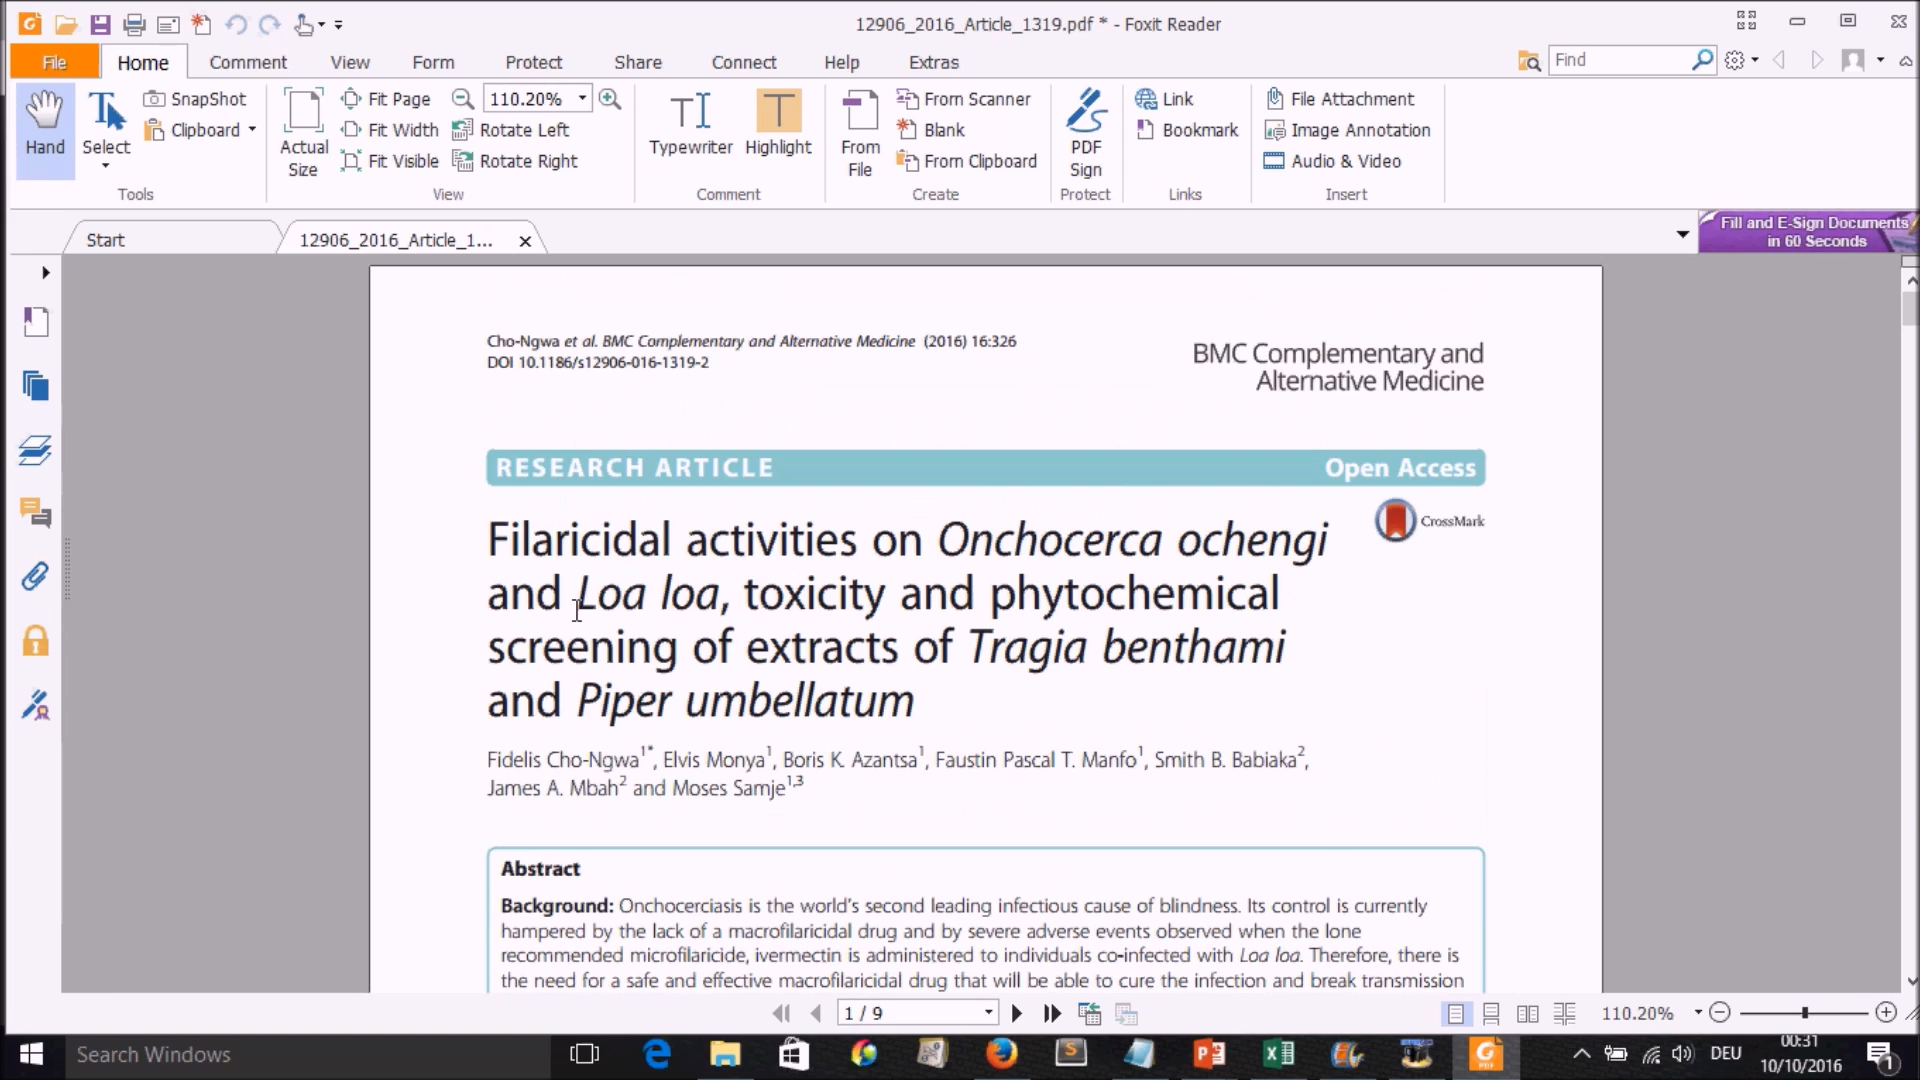 12906_2016_Article_1319.pdf * - Foxit Reader
File Home Comment View Form Protect Share Connect Help Extras Find
Hand
Select
SnapShot
Clipboard
Tools
Actual
Size
Fit Page
Fit Width
Fit Visible
110.20%
Rotate Left
Rotate Right
View
Typewriter
Highlight
Comment
From
File
From Scanner
Blank
From Clipboard
Create
PDF
Sign
Protect
Link
Bookmark
Links
File Attachment
Image Annotation
Audio & Video
Insert
Start
12906_2016_Article_1...
Fill and E-Sign Documents
in 60 Seconds
Cho-Ngwa et al. BMC Complementary and Alternative Medicine (2016) 16:326
DOI 10.1186/s12906-016-1319-2
BMC Complementary and
Alternative Medicine
RESEARCH ARTICLE Open Access
CrossMark
Filaricidal activities on Onchocerca ochengi
and Loa loa, toxicity and phytochemical
screening of extracts of Tragia benthami
and Piper umbellatum
Fidelis Cho-Ngwa1*, Elvis Monya1, Boris K. Azantsa1, Faustin Pascal T. Manfo1, Smith B. Babiaka2,
James A. Mbah2 and Moses Samje1,3
Abstract
Background: Onchocerciasis is the world's second leading infectious cause of blindness. Its control is currently
hampered by the lack of a macrofilaricidal drug and by severe adverse events observed when the lone
recommended microfilaricide, ivermectin is administered to individuals co-infected with Loa loa. Therefore, there is
the need for a safe and effective macrofilaricidal drug that will be able to cure the infection and break transmission
1 / 9
110.20%
Search Windows
DEU
00:31
10/10/2016
1